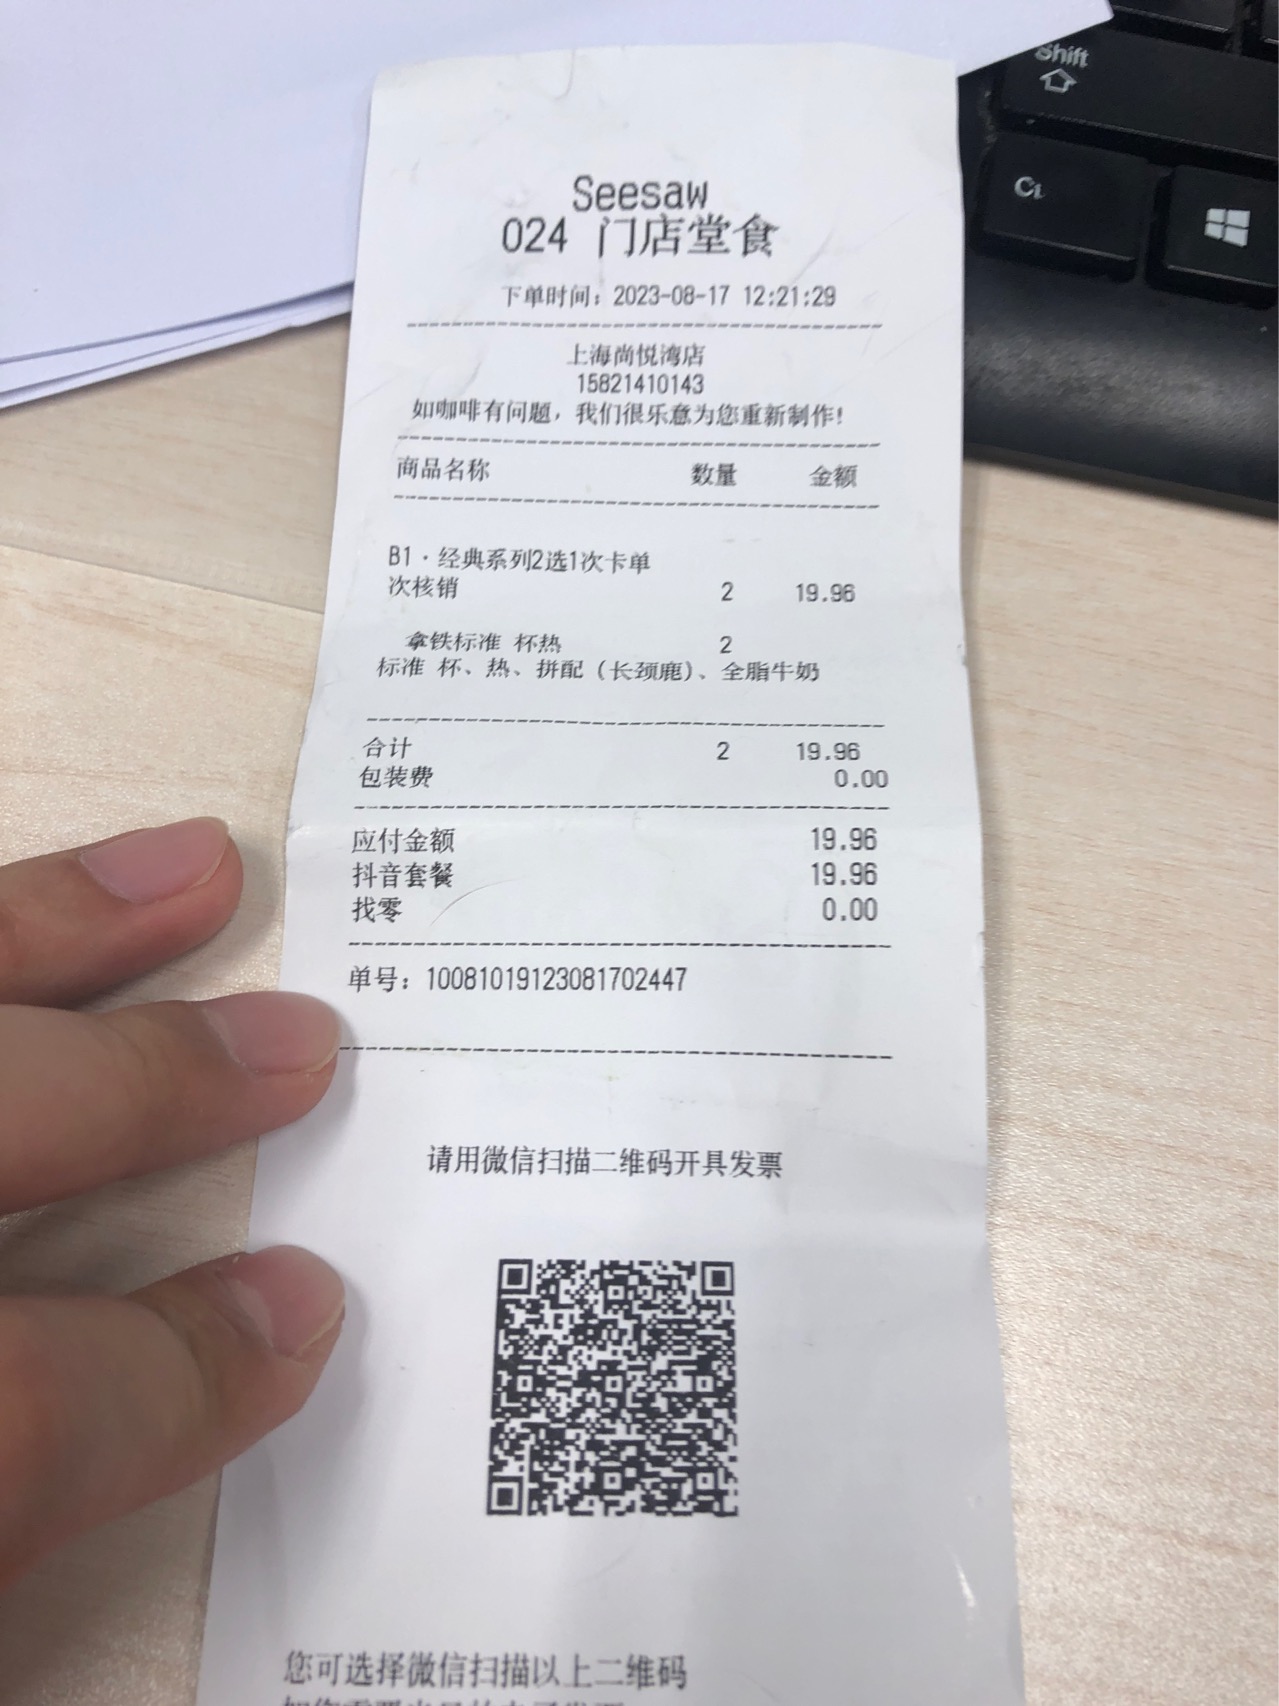 Shift
Seesaw
024 门店堂食
下单时间：2023-08-17 12:21:29
上海尚悦湾店
15821410143
如咖啡有问题，我们很乐意为您重新制作!
商品名称 数量 金额
B1·经典系列2选1次卡单
次核销 2 19.96
拿铁标准 杯热 2
标准 杯、热、拼配（长颈鹿）、全脂牛奶
合计 2 19.96
包装费 0.00
应付金额 19.96
抖音套餐 19.96
找零 0.00
单号：10081019123081702447
请用微信扫描二维码开具发票
您可选择微信扫描以上二维码